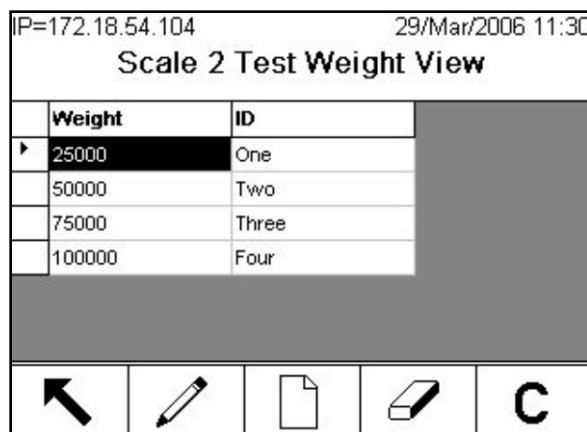 IP=172.18.54.104 29/Mar/2006 11:30
Scale 2 Test Weight View
Weight ID
25000 One
50000 Two
75000 Three
100000 Four
C